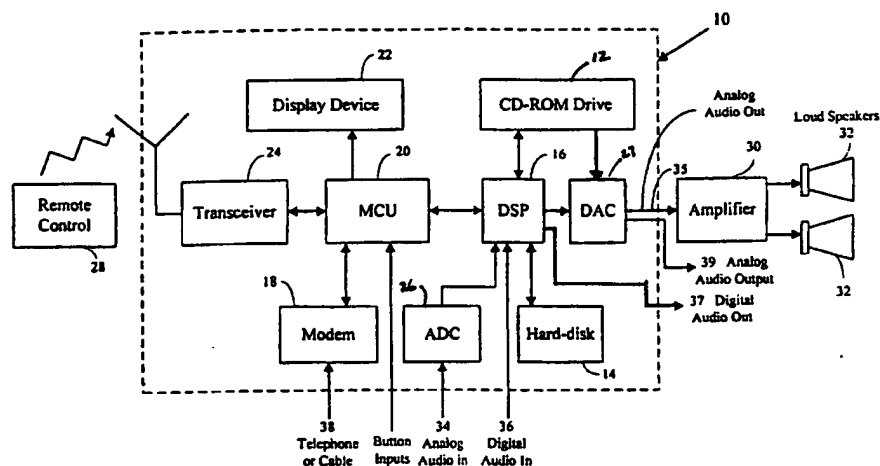 10
22
12
Display Device
CD-ROM Drive
Analog
Audio Out
Loud Speakers
32
24
20
16
27
35
30
Remote
Control
28
Transceiver
MCU
DSP
DAC
Amplifier
39 Analog
Audio Output
32
37 Digital
Audio Out
18
26
Modem
ADC
Hard-disk
14
38
Telephone
or Cable
Button
Inputs
34
Analog
Audio in
36
Digital
Audio In